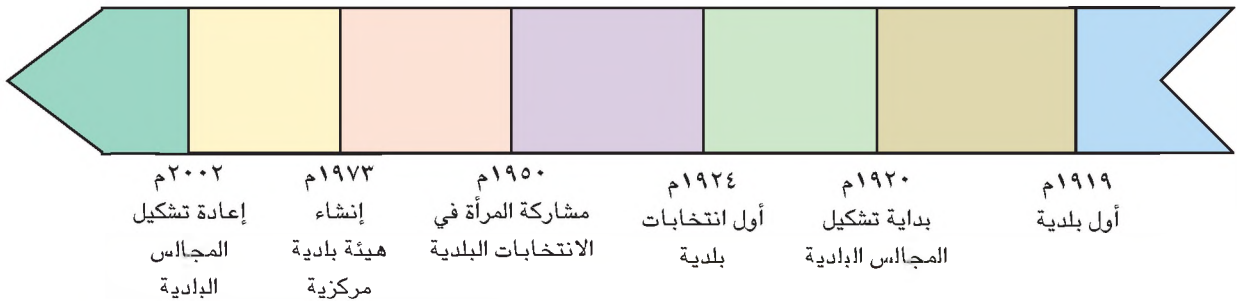 ١٩١٩م
أول بلدية
١٩٢٠م
بداية تشكيل
المجالس البلدية
١٩٢٤م
أول انتخابات
بلدية
١٩٥٠م
مشاركة المرأة في
الانتخابات البلدية
١٩٧٣م
إنشاء
هيئة بلدية
مركزية
٢٠٠٢م
إعادة تشكيل
المجالس
البلدية